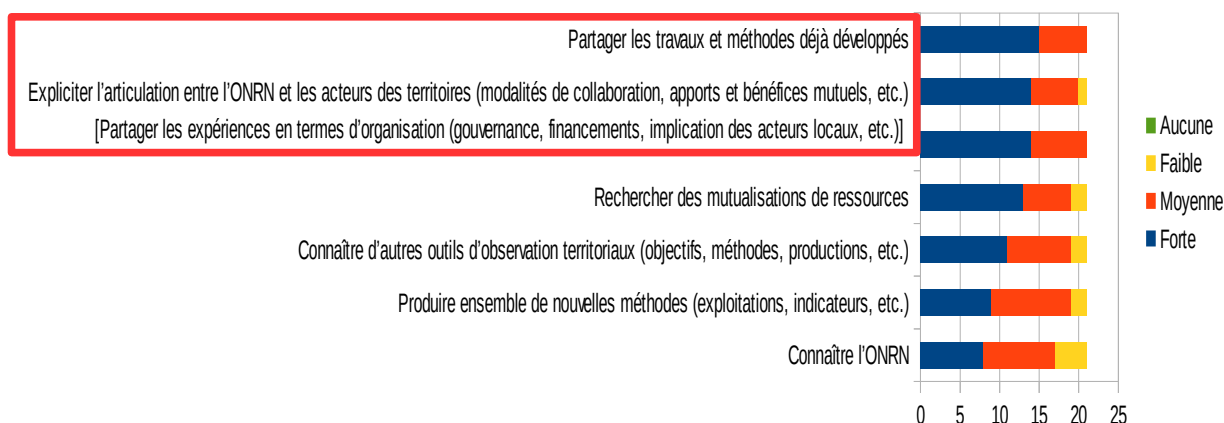 Partager les travaux et méthodes déjà développés
Expliciter l’articulation entre l’ONRN et les acteurs des territoires (modalités de collaboration, apports et bénéfices mutuels, etc.)
[Partager les expériences en termes d’organisation (gouvernance, financements, implication des acteurs locaux, etc.)]
Rechercher des mutualisations de ressources
Connaître d’autres outils d’observation territoriaux (objectifs, méthodes, productions, etc.)
Produire ensemble de nouvelles méthodes (exploitations, indicateurs, etc.)
Connaître l’ONRN
0 5 10 15 20 25
Aucune
Faible
Moyenne
Forte